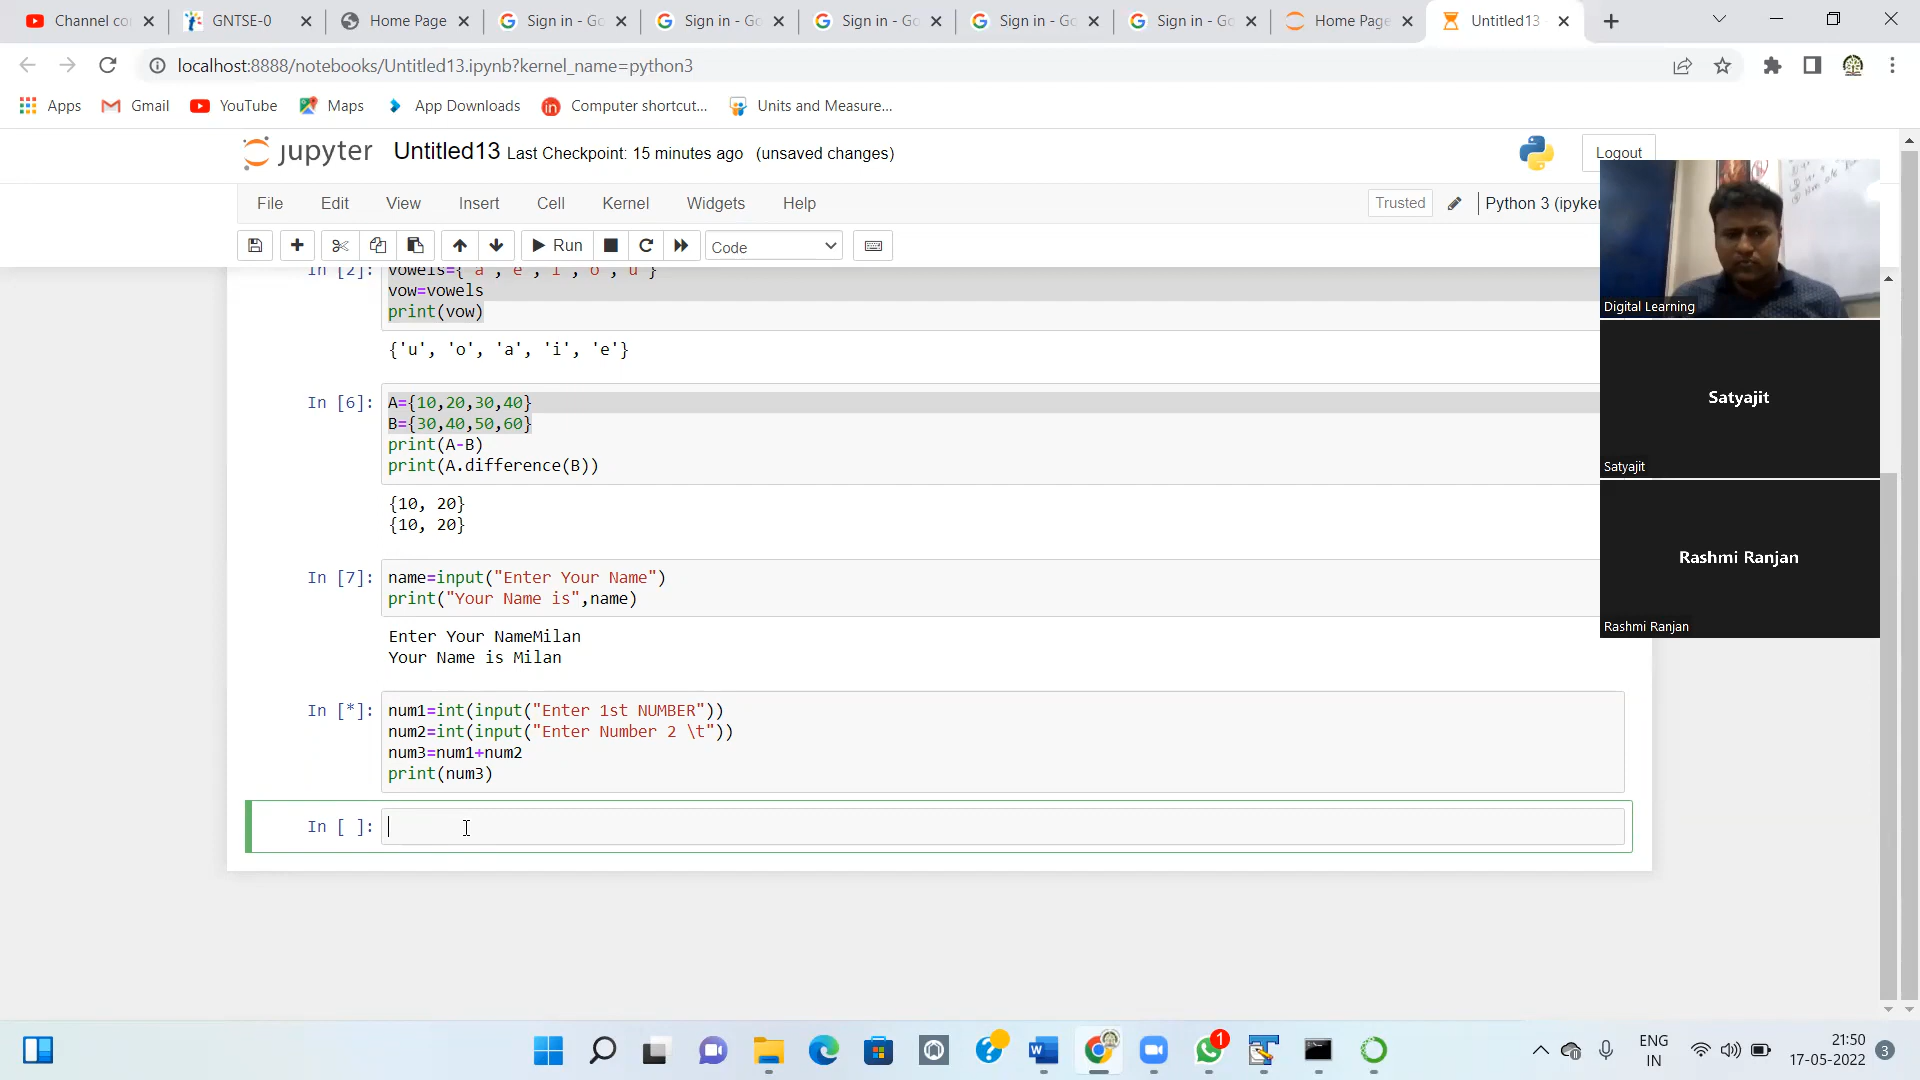 Channel co
GNTSE-0
Home Page
Sign in - Go
Sign in - Go
Sign in - Go
Sign in - Go
Sign in - Go
Home Page
Untitled13
localhost:8888/notebooks/Untitled13.ipynb?kernel_name=python3
Apps
Gmail
YouTube
Maps
App Downloads
Computer shortcut...
Units and Measure...
jupyter
Untitled13 Last Checkpoint: 15 minutes ago (unsaved changes)
Logout
File
Edit
View
Insert
Cell
Kernel
Widgets
Help
Trusted
Python 3 (ipyker
Run
Code
In [2]: vowels={'a','e','i','o','u'}
vow=vowels
print(vow)
{'u', 'o', 'a', 'i', 'e'}
In [6]: A={10,20,30,40}
B={30,40,50,60}
print(A-B)
print(A.difference(B))
{10, 20}
{10, 20}
In [7]: name=input("Enter Your Name")
print("Your Name is",name)
Enter Your NameMilan
Your Name is Milan
In [*]: num1=int(input("Enter 1st NUMBER"))
num2=int(input("Enter Number 2 \t"))
num3=num1+num2
print(num3)
In [ ]:
Digital Learning
Satyajit
Satyajit
Rashmi Ranjan
Rashmi Ranjan
1
ENG
IN
21:50
17-05-2022
3